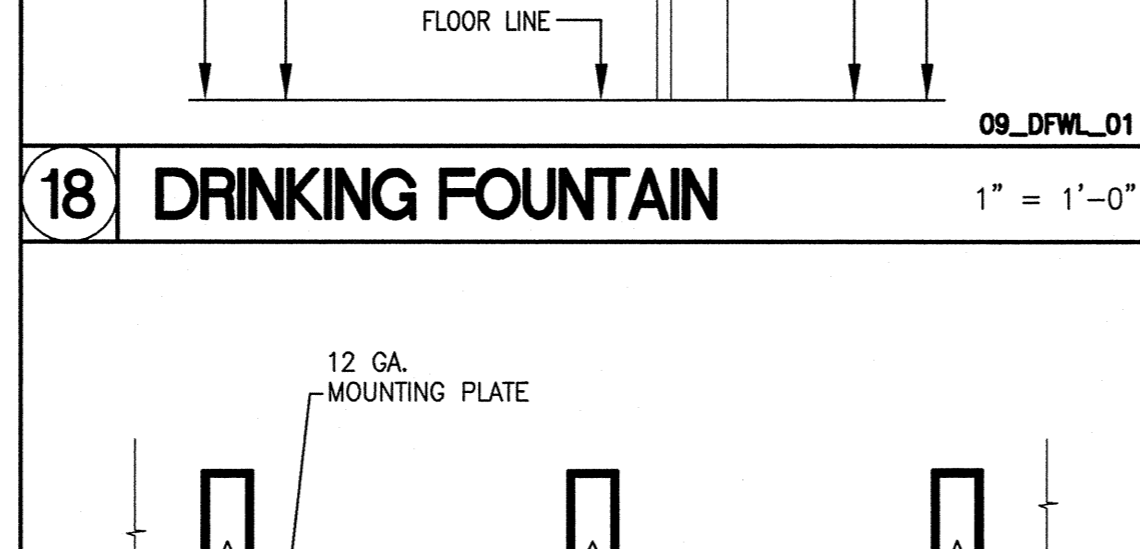 FLOOR LINE
09_DFWL_01
18 DRINKING FOUNTAIN 1" = 1'-0"
12 GA.
MOUNTING PLATE